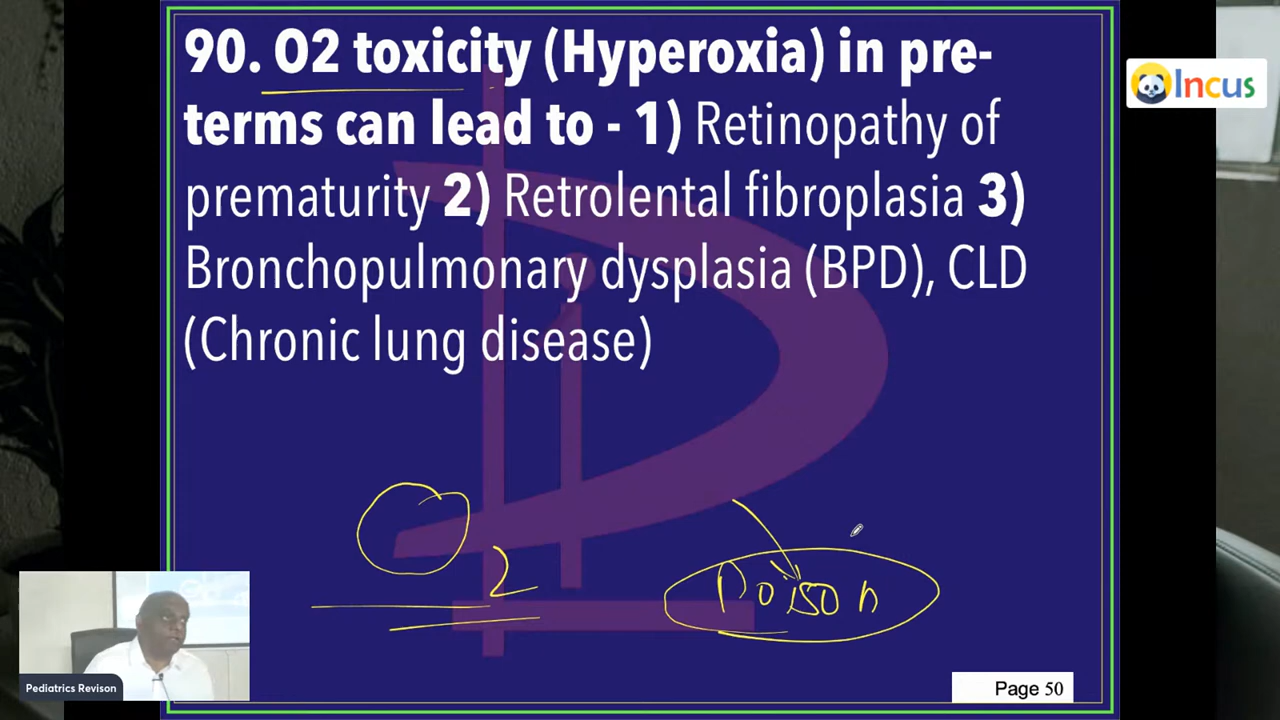 90. O2 toxicity (Hyperoxia) in pre-
terms can lead to - 1) Retinopathy of
prematurity 2) Retrolental fibroplasia 3)
Bronchopulmonary dysplasia (BPD), CLD
(Chronic lung disease)
Incus
O2
Poison
Pediatrics Revison
Page 50